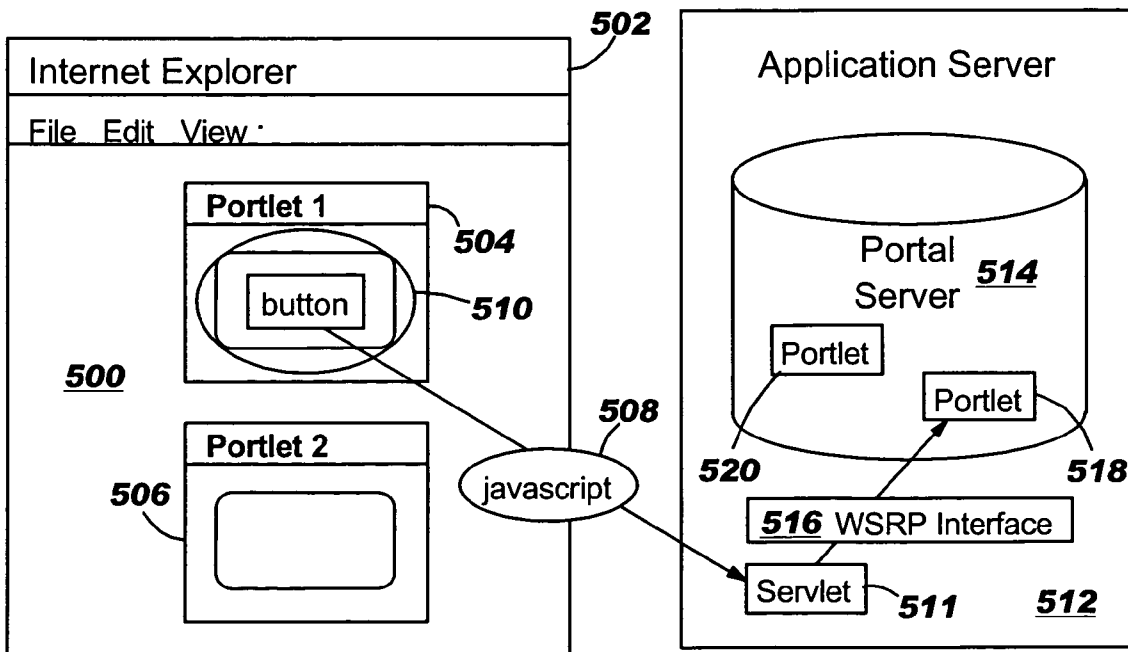 502
Internet Explorer
File Edit View
Portlet 1
504
button
510
500
508
Portlet 2
506
javascript
Application Server
Portal
Server
514
Portlet
Portlet
520
518
516 WSRP Interface
Servlet
511
512